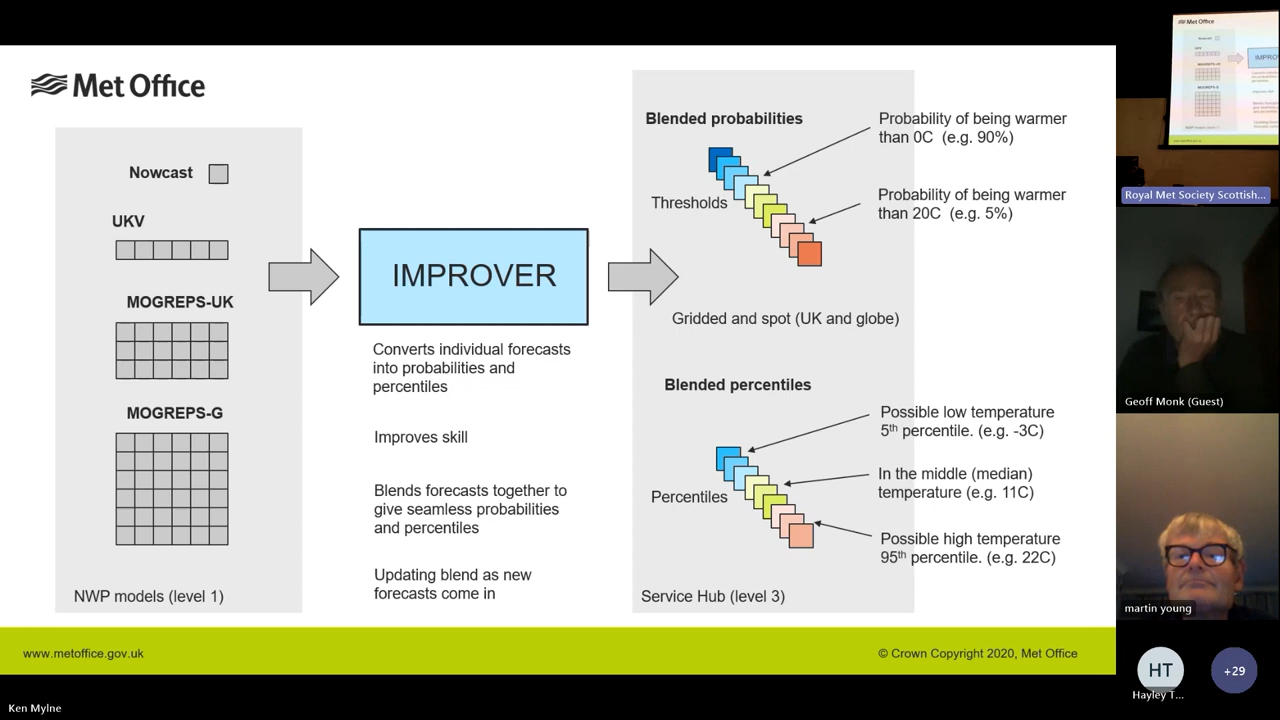 Met Office
Nowcast
UKV
MOGREPS-UK
MOGREPS-G
NWP models (level 1)
IMPROVER
Converts individual forecasts
into probabilities and
percentiles
Improves skill
Blends forecasts together to
give seamless probabilities
and percentiles
Updating blend as new
forecasts come in
Blended probabilities
Thresholds
Probability of being warmer
than 0C (e.g. 90%)
Probability of being warmer
than 20C (e.g. 5%)
Gridded and spot (UK and globe)
Blended percentiles
Percentiles
Possible low temperature
5th percentile. (e.g. -3C)
In the middle (median)
temperature (e.g. 11C)
Possible high temperature
95th percentile. (e.g. 22C)
Service Hub (level 3)
www.metoffice.gov.uk
© Crown Copyright 2020, Met Office
Ken Mylne
Met Office
IMPRO
Royal Met Society Scottish...
Geoff Monk (Guest)
martin young
HT
Hayley T...
+29